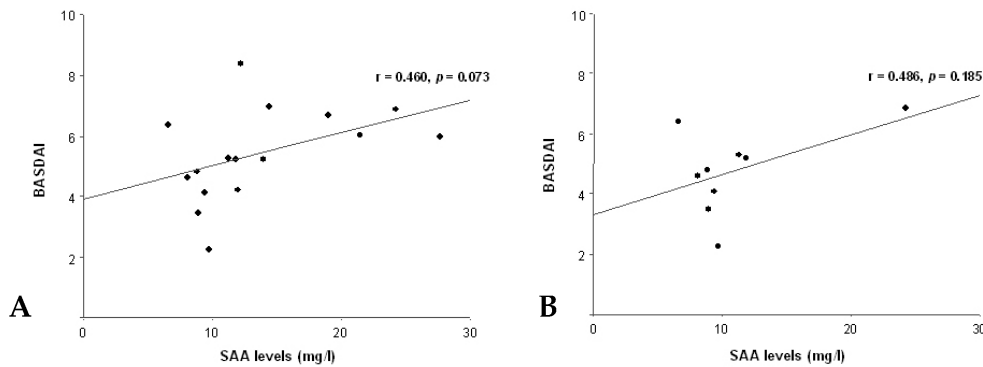 10
8
6
4
2
BASDAI
r = 0.460, p = 0.073
0 10 20 30
SAA levels (mg/l)
A
10
8
6
4
2
BASDAI
r = 0.486, p = 0.185
0 10 20 30
SAA levels (mg/l)
B